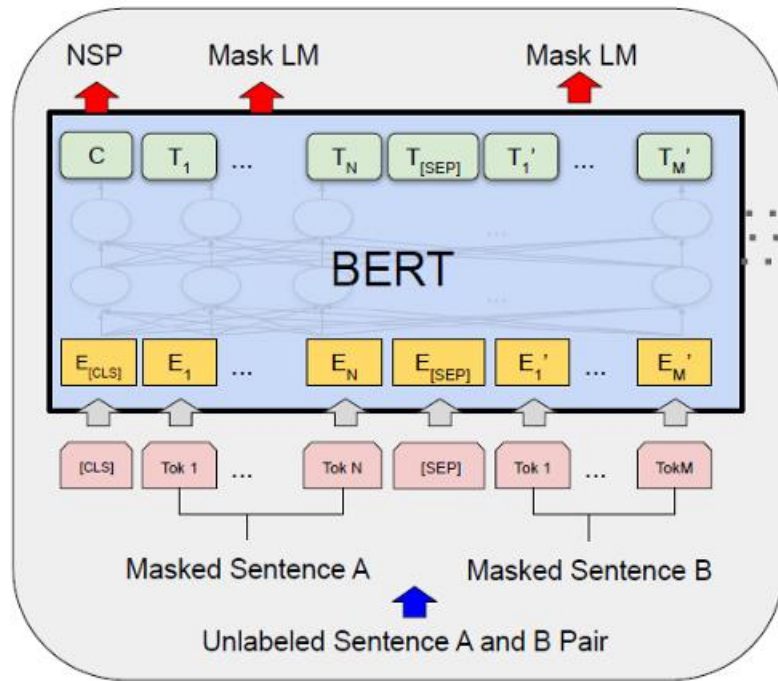 NSP Mask LM Mask LM
C T1 ... TN T[SEP] T1' ... TM'
...
BERT
...
E[CLS] E1 ... EN E[SEP] E1' ... EM'
[CLS] Tok 1 ... Tok N [SEP] Tok 1 ... TokM
Masked Sentence A Masked Sentence B
Unlabeled Sentence A and B Pair